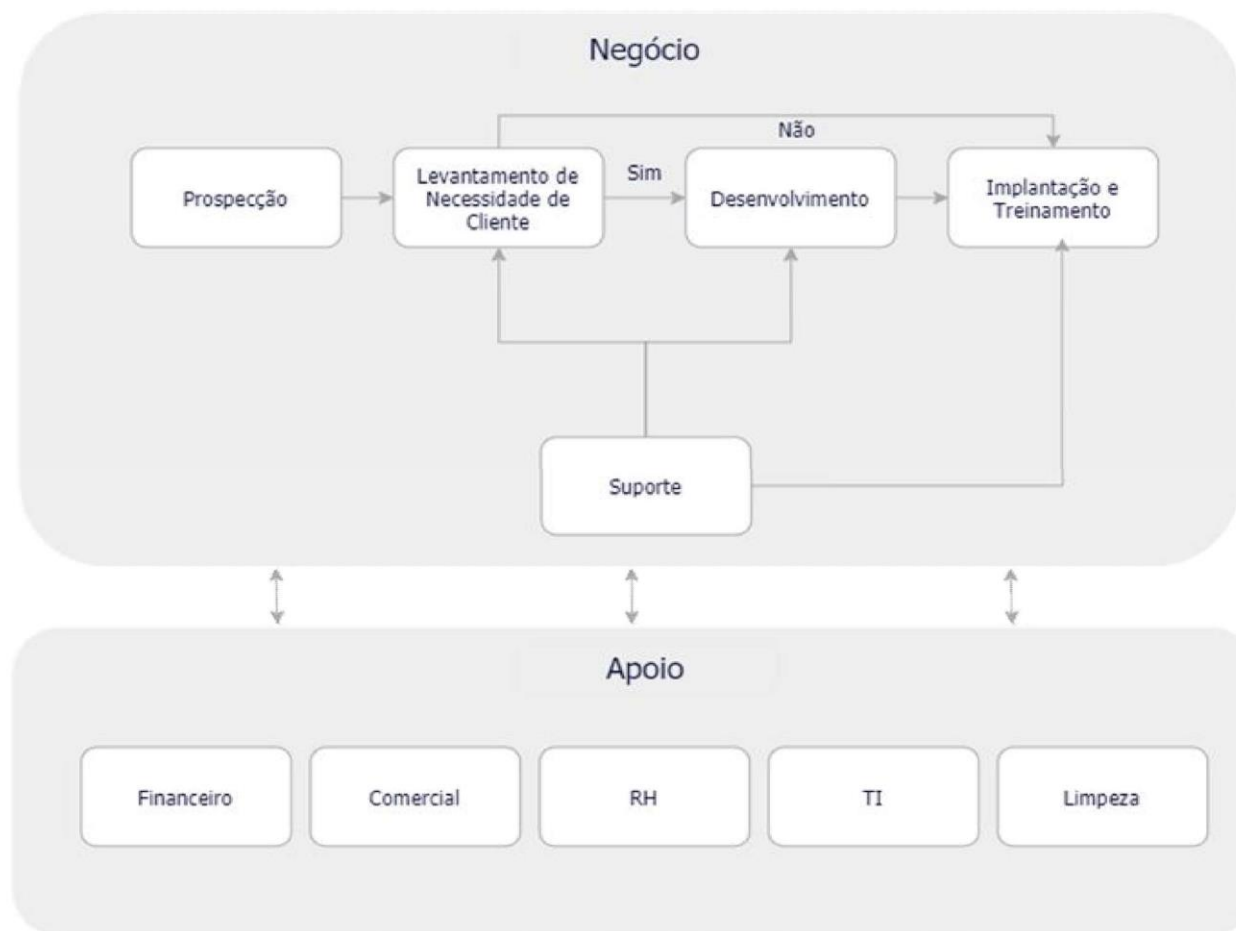 Negócio
Não
Sim
Prospecção
Levantamento de
Necessidade de
Cliente
Desenvolvimento
Implantação e
Treinamento
Suporte
Apoio
Financeiro
Comercial
RH
TI
Limpeza